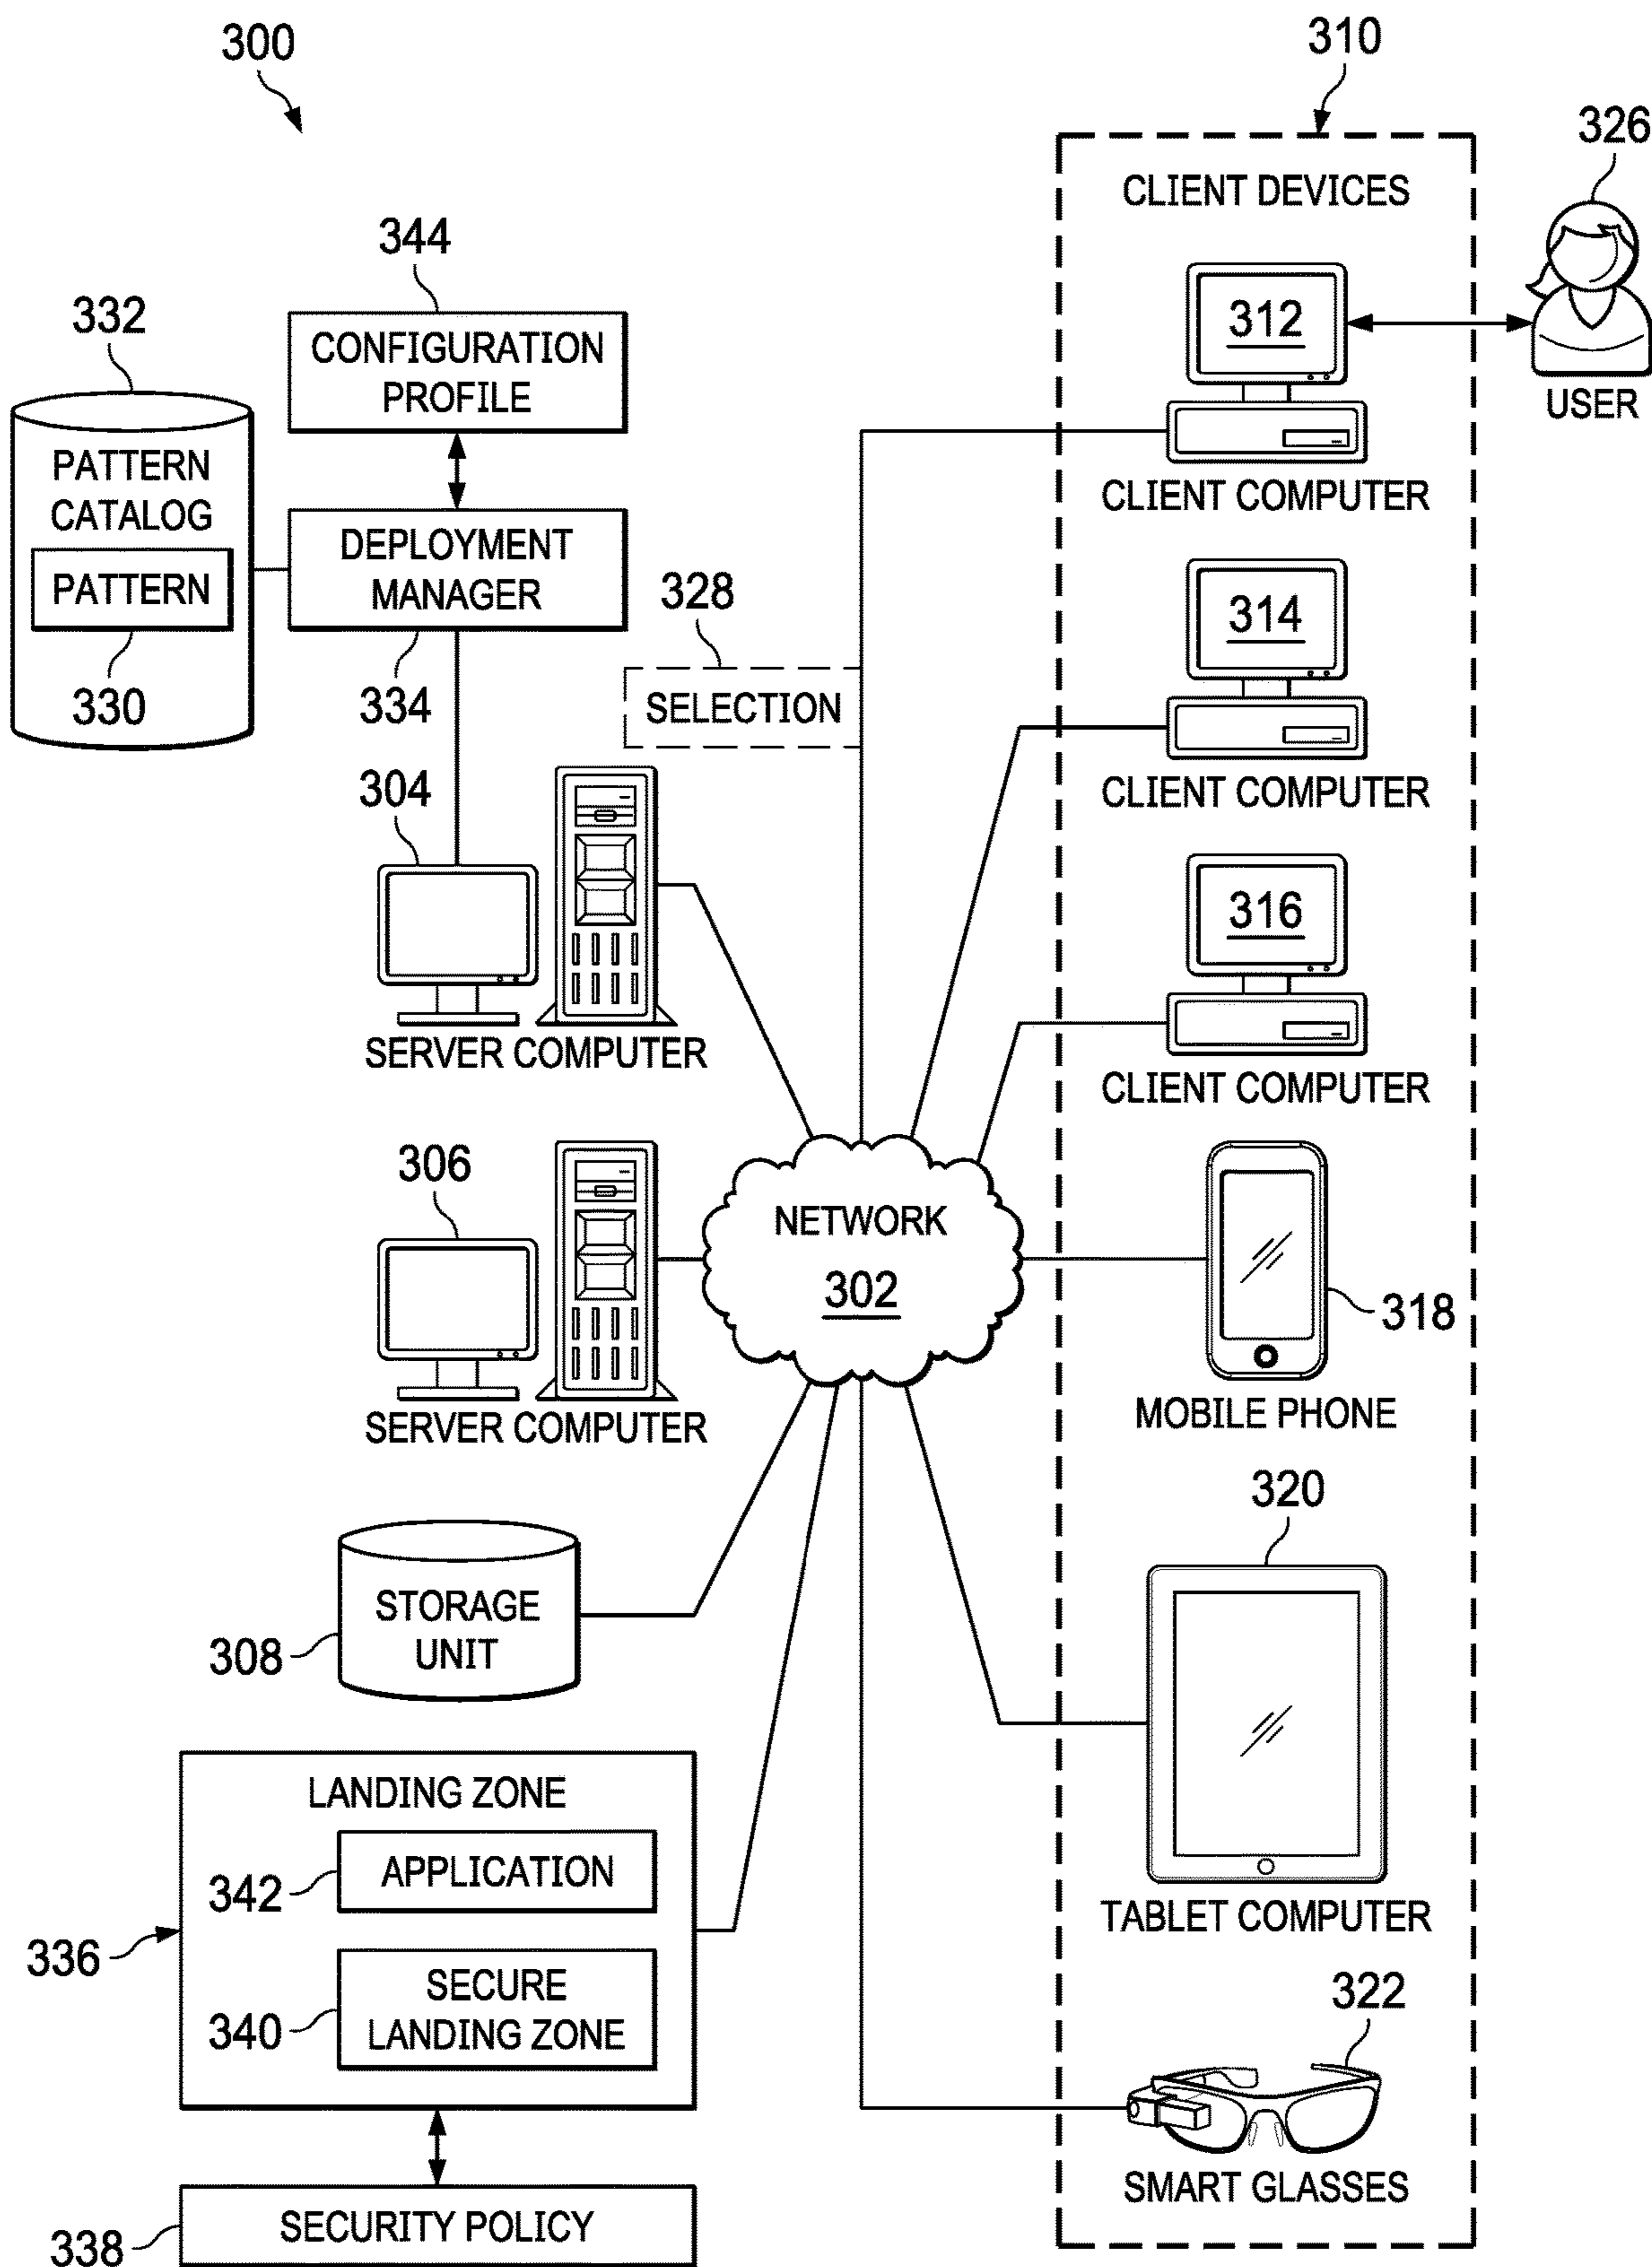 300
310
326
CLIENT DEVICES
344
332
CONFIGURATION
PROFILE
312
USER
PATTERN
CATALOG
CLIENT COMPUTER
DEPLOYMENT
MANAGER
PATTERN
328
314
330
334
SELECTION
304
CLIENT COMPUTER
316
SERVER COMPUTER
CLIENT COMPUTER
306
NETWORK
302
318
SERVER COMPUTER
MOBILE PHONE
320
STORAGE
UNIT
308
LANDING ZONE
342
APPLICATION
TABLET COMPUTER
336
SECURE
LANDING ZONE
340
322
SMART GLASSES
SECURITY POLICY
338